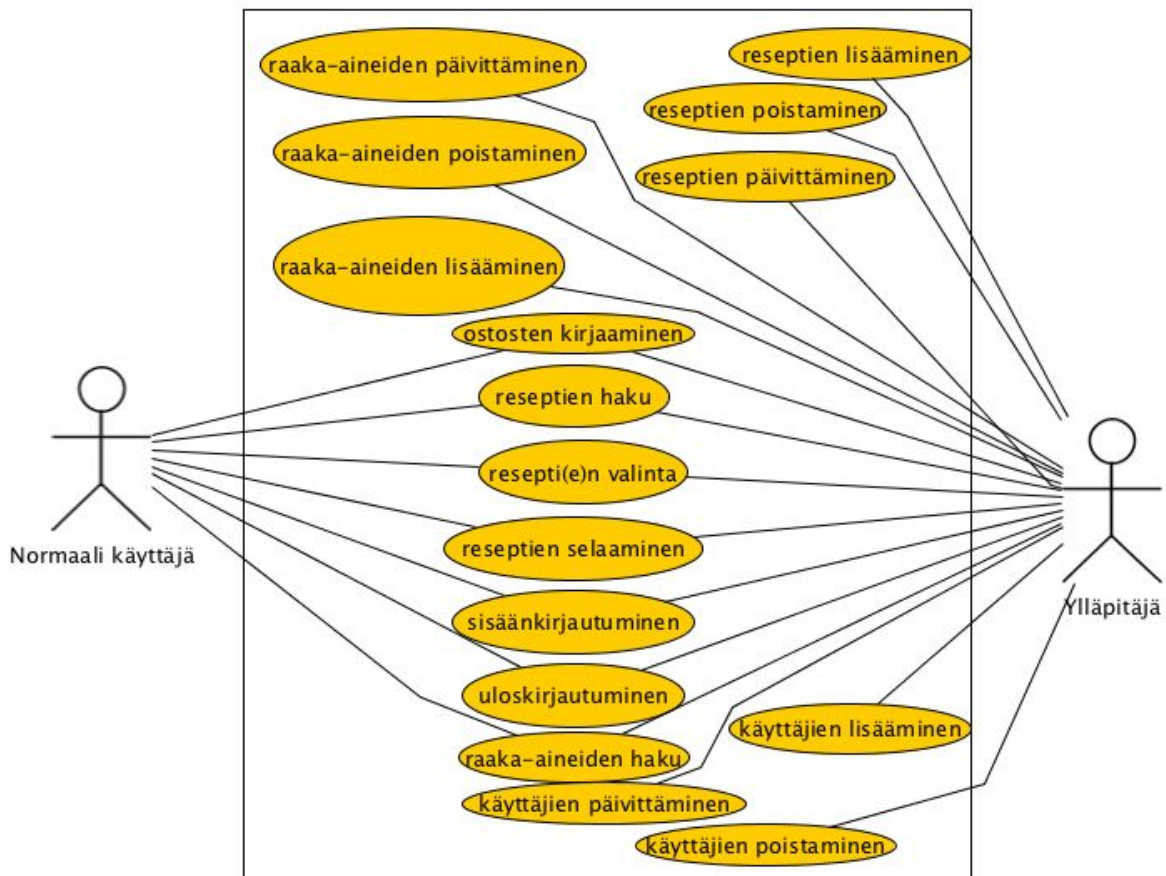 raaka-aineiden päivittäminen
reseptien lisääminen
reseptien poistaminen
raaka-aineiden poistaminen
reseptien päivittäminen
raaka-aineiden lisääminen
ostosten kirjaaminen
reseptien haku
resepti(e)n valinta
Normaali käyttäjä
reseptien selaaminen
Ylläpitäjä
sisäänkirjautuminen
uloskirjautuminen
käyttäjien lisääminen
raaka-aineiden haku
käyttäjien päivittäminen
käyttäjien poistaminen